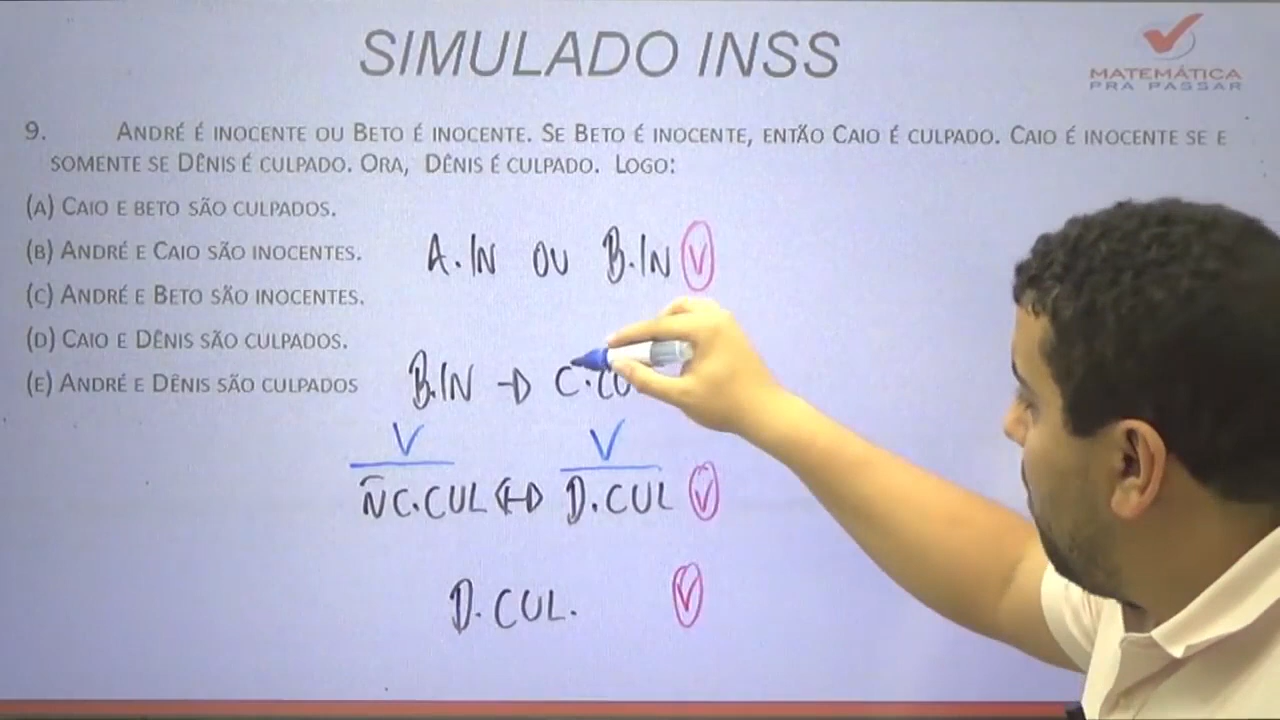 SIMULADO INSS
MATEMÁTICA
PRA PASSAR
9. ANDRÉ É INOCENTE OU BETO É INOCENTE. SE BETO É INOCENTE, ENTÃO CAIO É CULPADO. CAIO É INOCENTE SE E
SOMENTE SE DÊNIS É CULPADO. ORA, DÊNIS É CULPADO. LOGO:
(A) CAIO E BETO SÃO CULPADOS.
(B) ANDRÉ E CAIO SÃO INOCENTES.
(C) ANDRÉ E BETO SÃO INOCENTES.
(D) CAIO E DÊNIS SÃO CULPADOS.
(E) ANDRÉ E DÊNIS SÃO CULPADOS
A.IN OU B.IN V
B.IN → C.CU
V V
ÑC.CUL ↔ D.CUL V
D.CUL. V